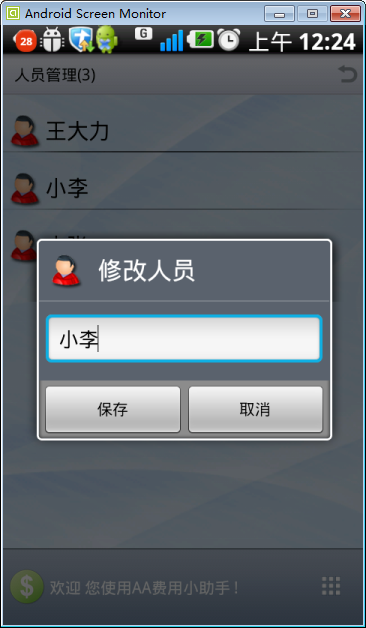 Android Screen Monitor
28
G
上午 12:24
人员管理(3)
王大力
小李
修改人员
小李
保存
取消
$
欢迎 您使用AA费用小助手！